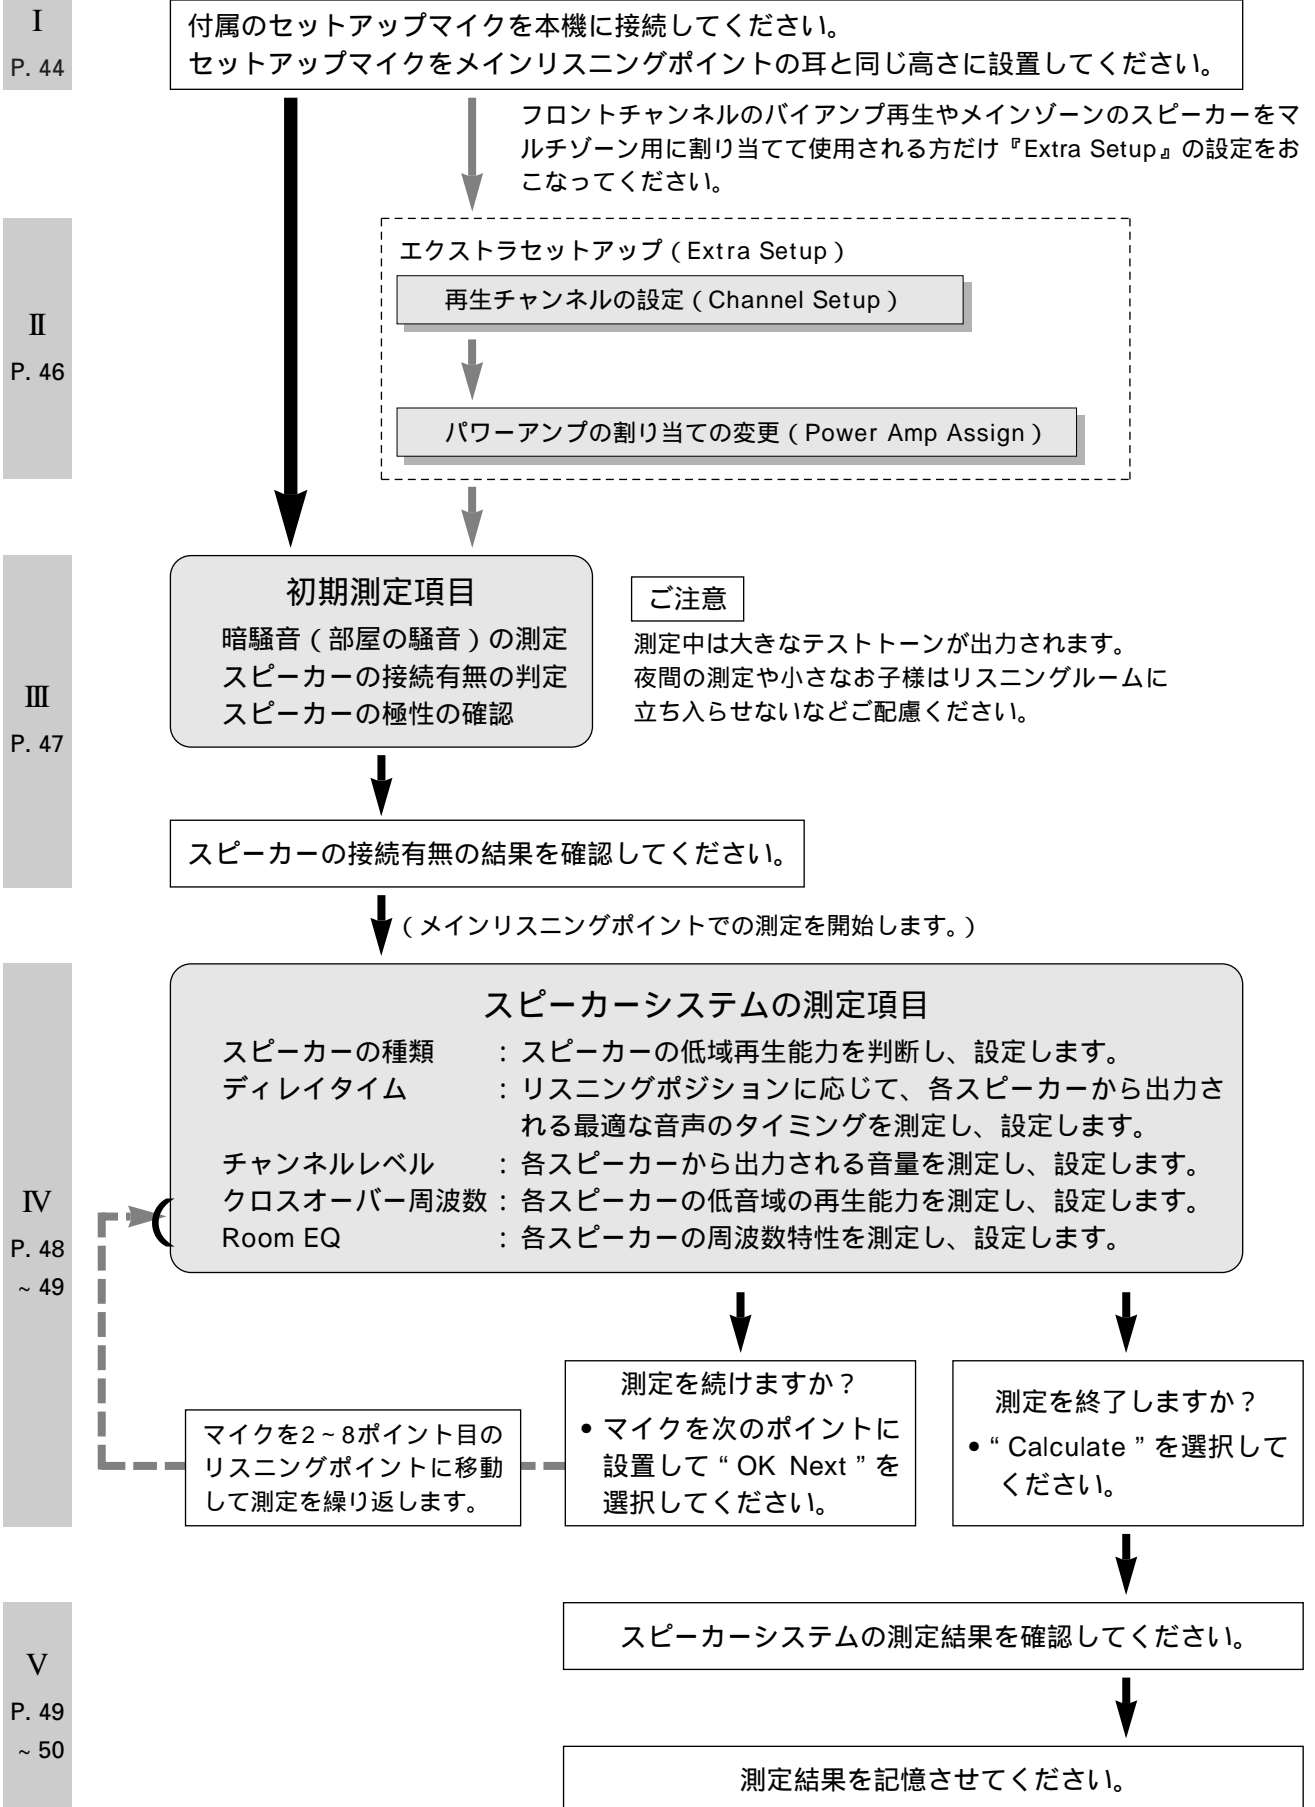 Ⅰ
P. 44
付属のセットアップマイクを本機に接続してください。
セットアップマイクをメインリスニングポイントの耳と同じ高さに設置してください。
フロントチャンネルのバイアンプ再生やメインゾーンのスピーカーをマ
ルチゾーン用に割り当てて使用される方だけ『Extra Setup』の設定をお
こなってください。
Ⅱ
P. 46
エクストラセットアップ（Extra Setup）
再生チャンネルの設定（Channel Setup）
パワーアンプの割り当ての変更（Power Amp Assign）
Ⅲ
P. 47
初期測定項目
暗騒音（部屋の騒音）の測定
スピーカーの接続有無の判定
スピーカーの極性の確認
ご注意
測定中は大きなテストトーンが出力されます。
夜間の測定や小さなお子様はリスニングルームに
立ち入らせないなどご配慮ください。
スピーカーの接続有無の結果を確認してください。
（メインリスニングポイントでの測定を開始します。）
Ⅳ
P. 48
~ 49
スピーカーシステムの測定項目
スピーカーの種類 ：スピーカーの低域再生能力を判断し、設定します。
ディレイタイム ：リスニングポジションに応じて、各スピーカーから出力さ
れる最適な音声のタイミングを測定し、設定します。
チャンネルレベル ：各スピーカーから出力される音量を測定し、設定します。
クロスオーバー周波数：各スピーカーの低音域の再生能力を測定し、設定します。
Room EQ ：各スピーカーの周波数特性を測定し、設定します。
マイクを2~8ポイント目の
リスニングポイントに移動
して測定を繰り返します。
測定を続けますか？
• マイクを次のポイントに
設置して“OK Next”を
選択してください。
測定を終了しますか？
• “Calculate”を選択して
ください。
Ⅴ
P. 49
~ 50
スピーカーシステムの測定結果を確認してください。
測定結果を記憶させてください。